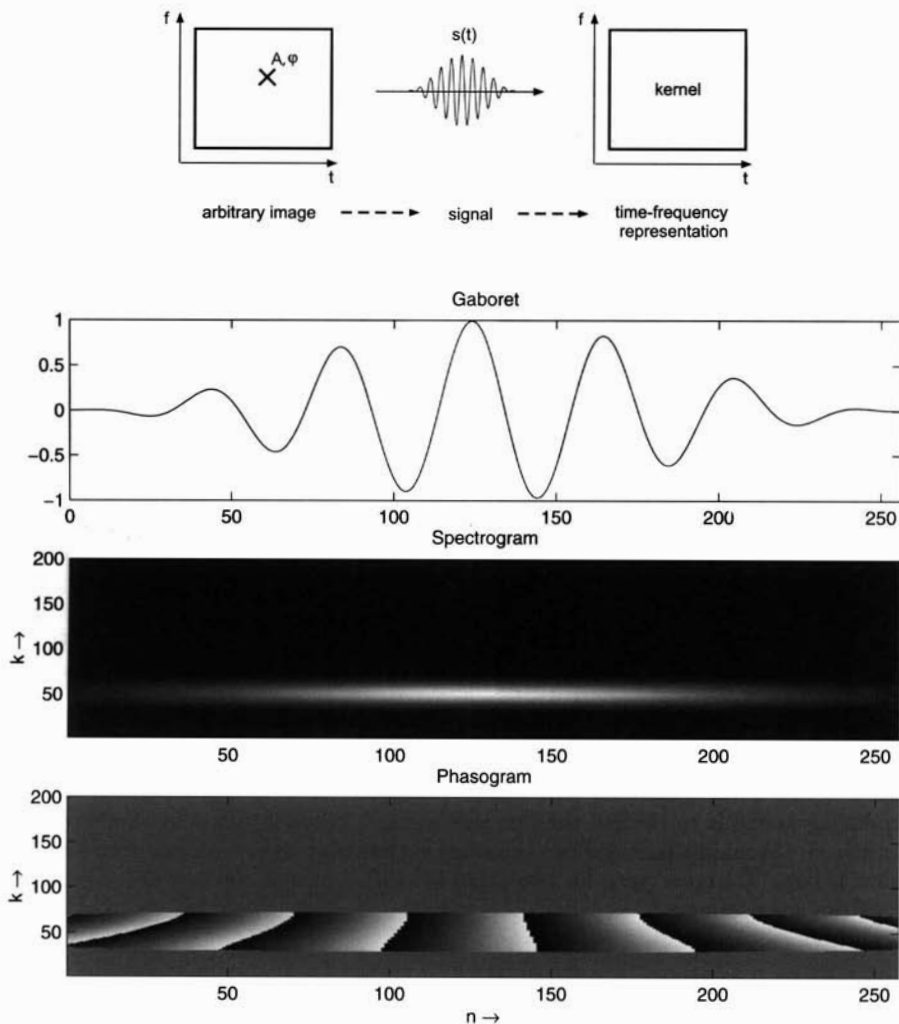 f
f
s(t)
A,φ
kernel
t
t
arbitrary image
signal
time-frequency
representation
Gaboret
1
0.5
0
−0.5
−1
0
50
100
150
200
250
Spectrogram
200
150
100
50
k →
50
100
150
200
250
Phasogram
200
150
100
50
k →
50
100
150
200
250
n →